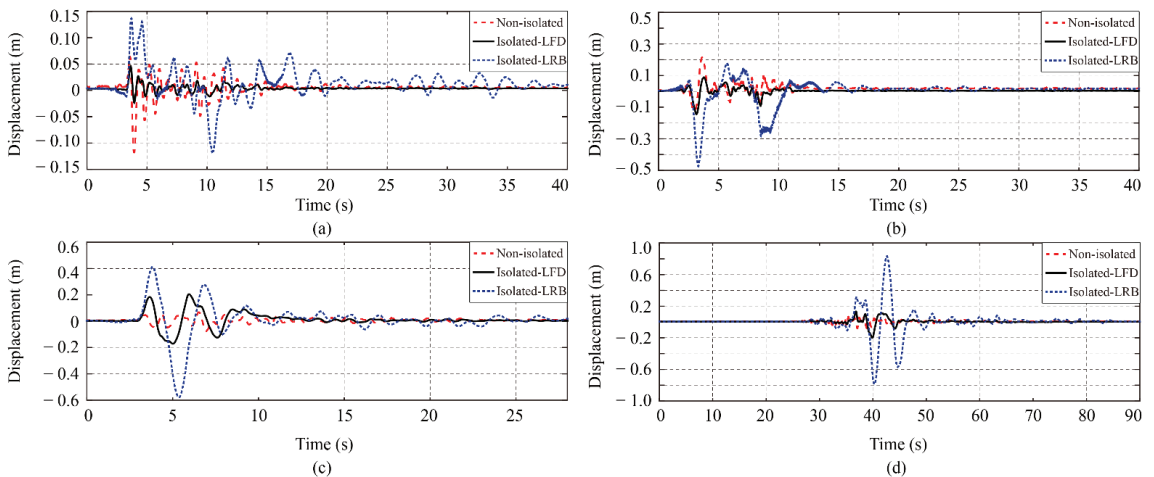 Displacement (m)
0.15
0.10
0.05
0
− 0.05
− 0.10
0.15
Non-isolated
Isolated-LFD
Isolated-LRB
0 5 10 15 20 25 30 35 40
Time (s)
(a)
Displacement (m)
0.5
0.3
0.1
− 0.1
− 0.3
− 0.5
Non-isolated
Isolated-LFD
Isolated-LRB
0 5 10 15 20 25 30 35 40
Time (s)
(b)
Displacement (m)
0.6
0.4
0.2
0
− 0.2
− 0.4
− 0.6
Non-isolated
Isolated-LFD
Isolated-LRB
0 5 10 15 20 25
Time (s)
(c)
Displacement (m)
1.0
0.6
0.2
− 0.2
− 0.6
− 1.0
Non-isolated
Isolated-LFD
Isolated-LRB
0 10 20 30 40 50 60 70 80 90
Time (s)
(d)